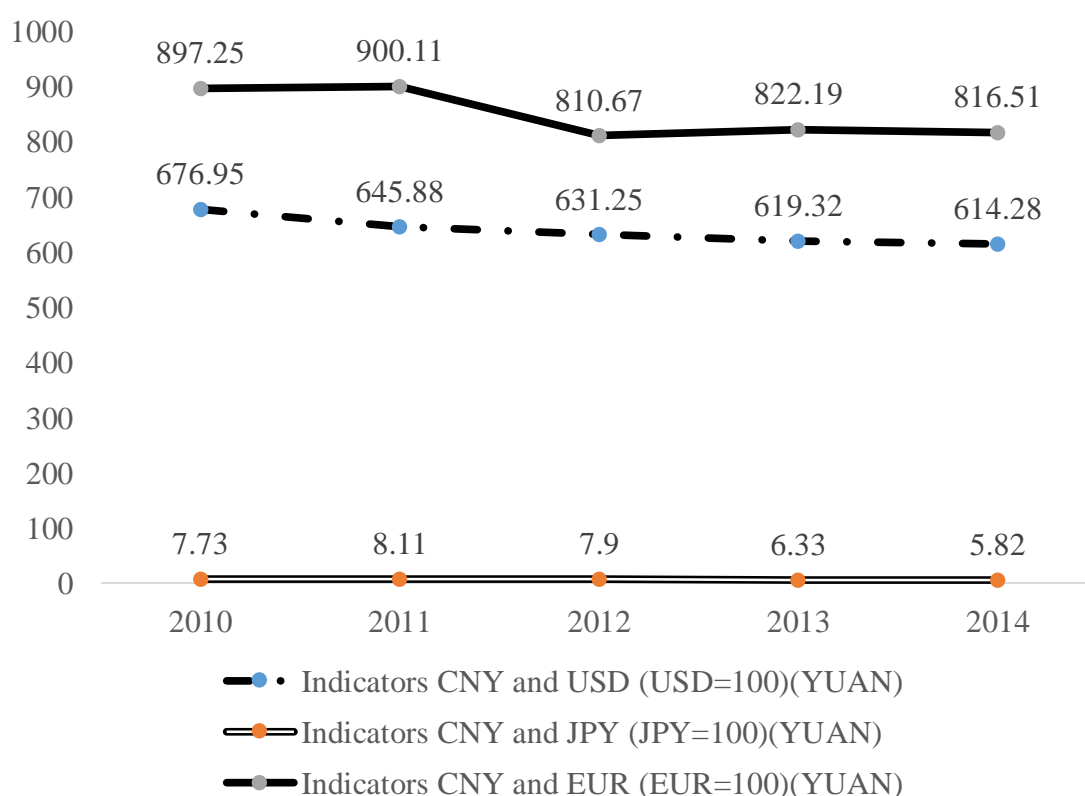 1000
900
800
700
600
500
400
300
200
100
0
897.25 900.11 810.67 822.19 816.51
676.95 645.88 631.25 619.32 614.28
7.73 8.11 7.9 6.33 5.82
2010 2011 2012 2013 2014
Indicators CNY and USD (USD=100)(YUAN)
Indicators CNY and JPY (JPY=100)(YUAN)
Indicators CNY and EUR (EUR=100)(YUAN)